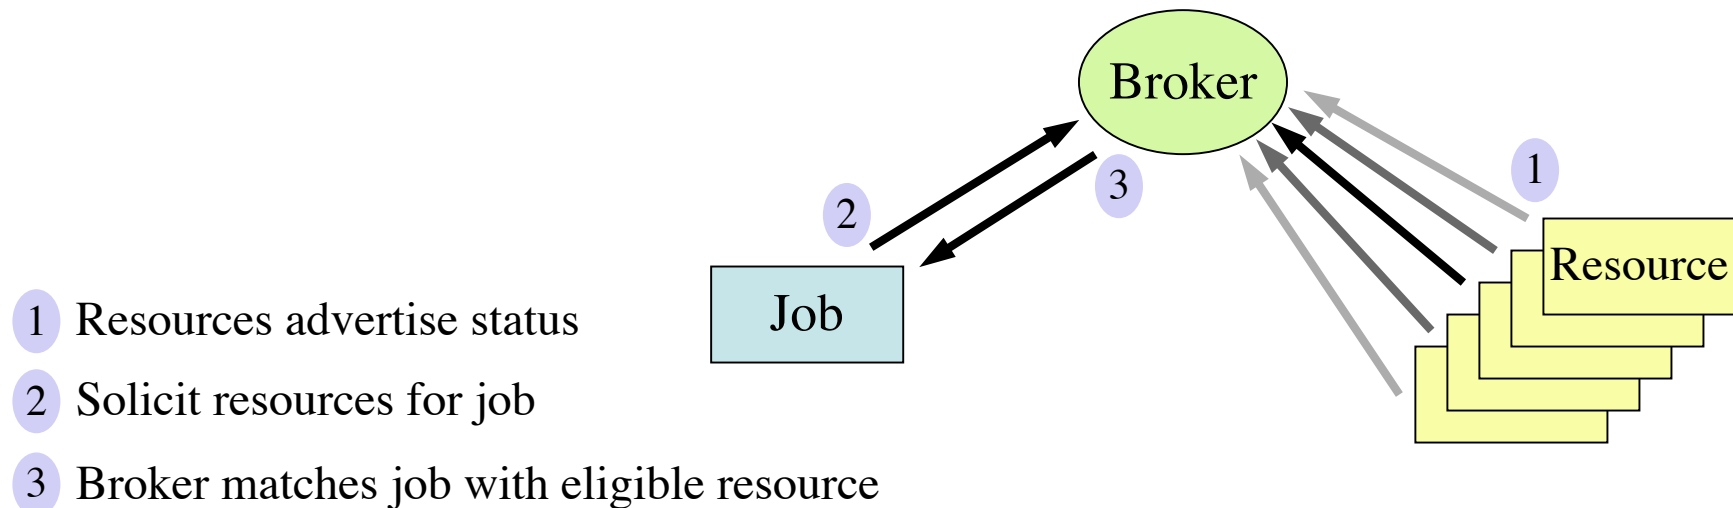 Broker
1
2
3
Resource
Job
1 Resources advertise status
2 Solicit resources for job
3 Broker matches job with eligible resource